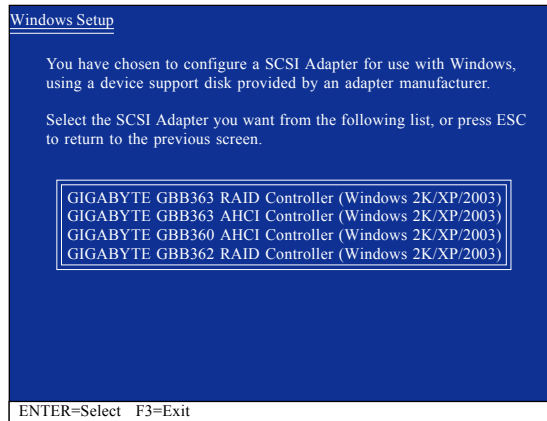 Windows Setup
You have chosen to configure a SCSI Adapter for use with Windows,
using a device support disk provided by an adapter manufacturer.
Select the SCSI Adapter you want from the following list, or press ESC
to return to the previous screen.
GIGABYTE GBB363 RAID Controller (Windows 2K/XP/2003)
GIGABYTE GBB363 AHCI Controller (Windows 2K/XP/2003)
GIGABYTE GBB360 AHCI Controller (Windows 2K/XP/2003)
GIGABYTE GBB362 RAID Controller (Windows 2K/XP/2003)
ENTER=Select F3=Exit